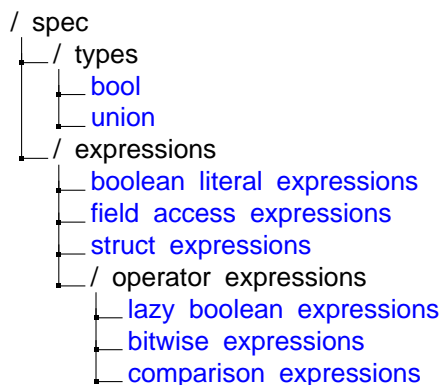 / spec
/ types
bool
union
/ expressions
boolean literal expressions
field access expressions
struct expressions
/ operator expressions
lazy boolean expressions
bitwise expressions
comparison expressions